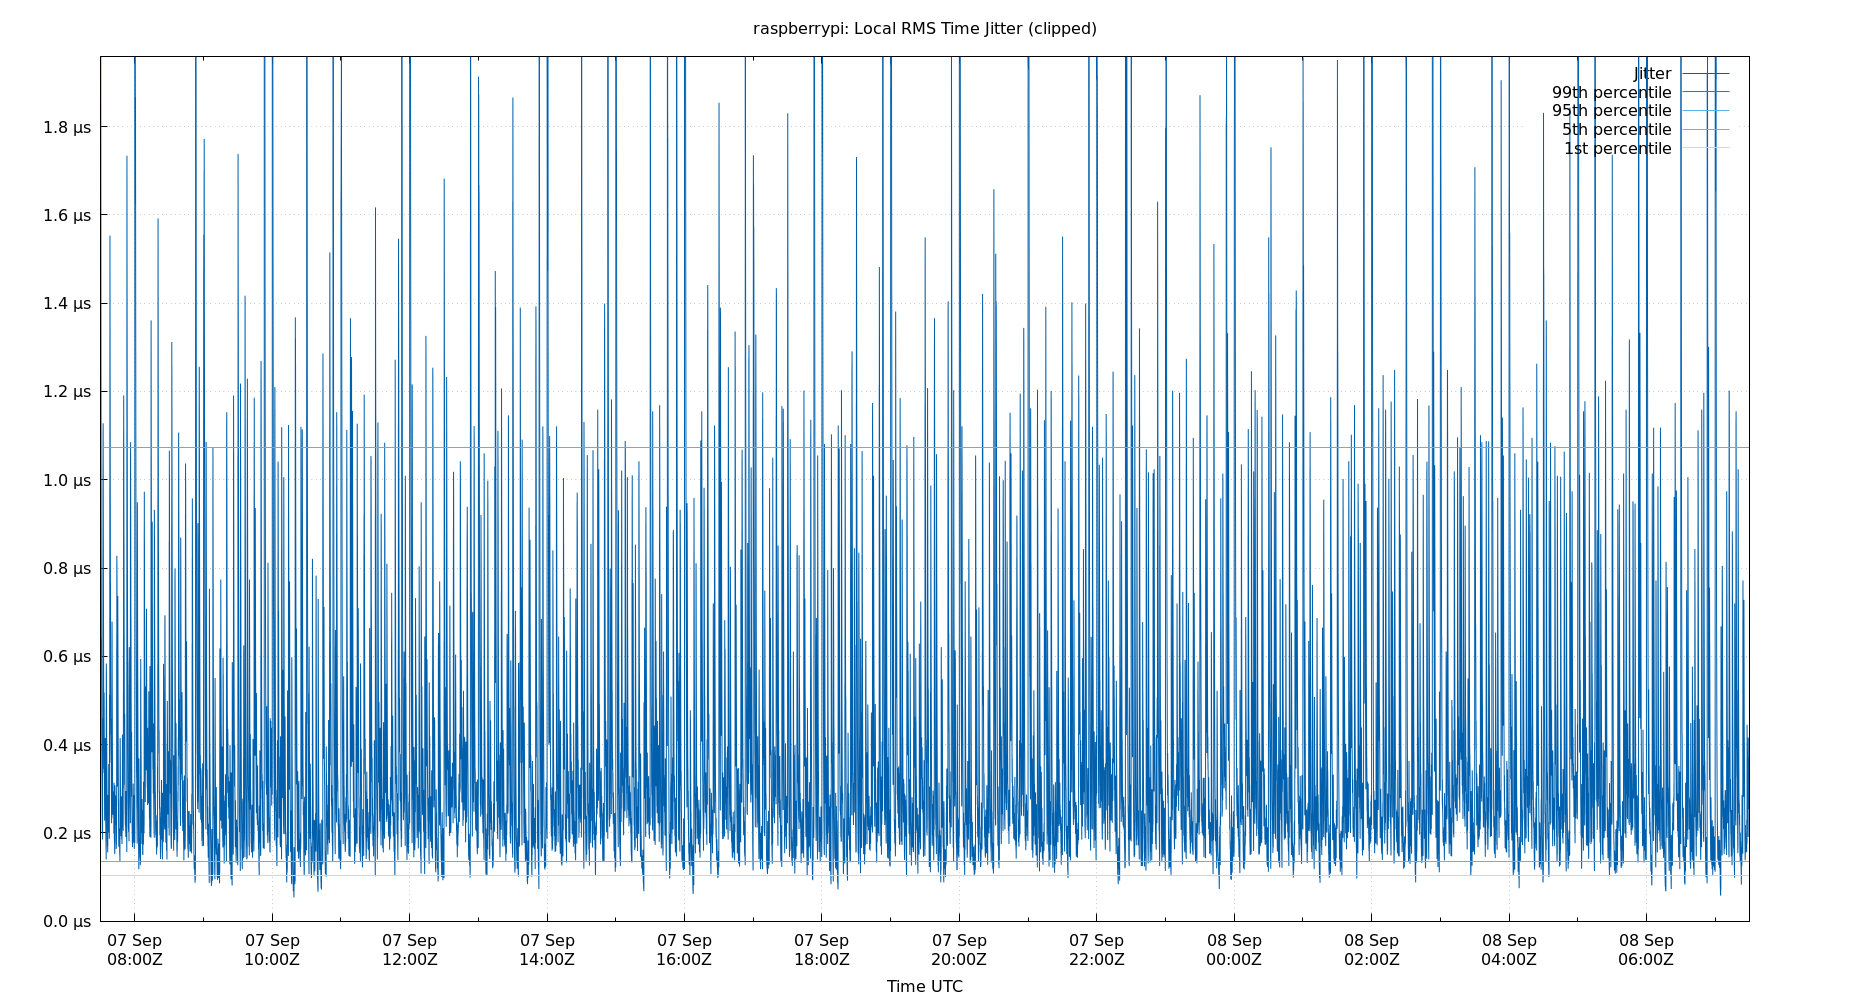 raspberrypi: Local RMS Time Jitter (clipped)
Jitter
99th percentile
95th percentile
5th percentile
1st percentile
1.8 µs
1.6 µs
1.4 µs
1.2 µs
1.0 µs
0.8 µs
0.6 µs
0.4 µs
0.2 µs
0.0 µs
07 Sep 07 Sep 07 Sep 07 Sep 07 Sep 07 Sep 07 Sep 07 Sep 08 Sep 08 Sep 08 Sep 08 Sep
08:00Z 10:00Z 12:00Z 14:00Z 16:00Z 18:00Z 20:00Z 22:00Z 00:00Z 02:00Z 04:00Z 06:00Z
Time UTC